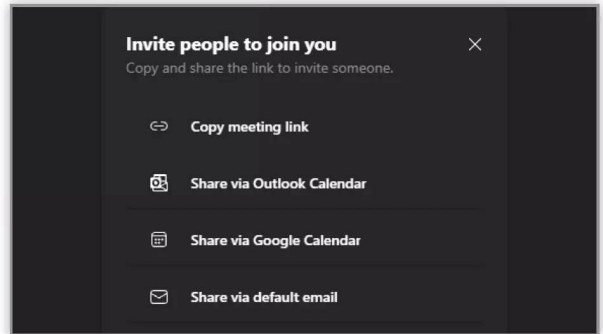 Invite people to join you
Copy and share the link to invite someone.
Copy meeting link
Share via Outlook Calendar
Share via Google Calendar
Share via default email